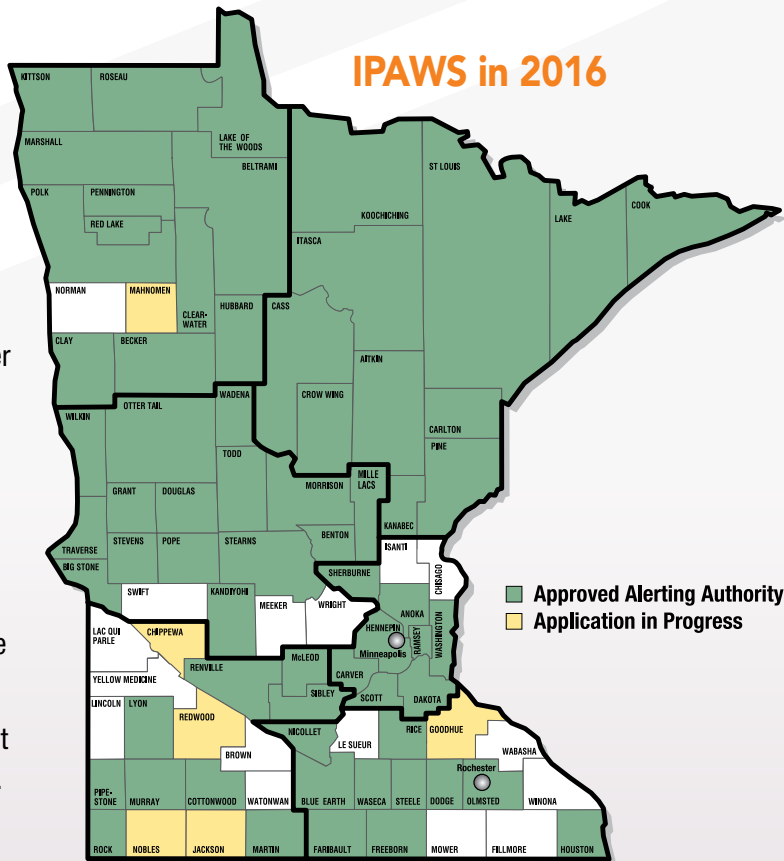 IPAWS in 2016
KITTSON
ROSEAU
LAKE OF
THE WOODS
MARSHALL
BELTRAMI
ST LOUIS
POLK
PENNINGTON
RED LAKE
KOOCHICHING
LAKE
COOK
ITASCA
NORMAN
MAHNOMEN
CLEAR-
WATER
HUBBARD
CASS
CLAY
BECKER
er
AITKIN
WADENA
CROW WING
OTTER TAIL
WILKIN
CARLTON
PINE
TODD
MORRISON
MILLE
LACS
GRANT
DOUGLAS
BENTON
KANABEC
STEVENS
POPE
STEARNS
TRAVERSE
BIG STONE
ISANTI
SHERBURNE
CHISAGO
SWIFT
KANDIYOHI
MEEKER
WRIGHT
ANOKA
Approved Alerting Authority
Application in Progress
HENNEPIN
RAMSEY
WASHINGTON
Minneapolis
LAC QUI
PARLE
CHIPPEWA
e
RENVILLE
McLEOD
CARVER
YELLOW MEDICINE
SIBLEY
SCOTT
DAKOTA
LINCOLN
LYON
REDWOOD
NICOLLET
RICE
GOODHUE
t
BROWN
LE SUEUR
WABASHA
Rochester
PIPE-
STONE
MURRAY
COTTONWOOD
WATONWAN
BLUE EARTH
WASECA
STEELE
DODGE
OLMSTED
WINONA
ROCK
NOBLES
JACKSON
MARTIN
FARIBAULT
FREEBORN
MOWER
FILLMORE
HOUSTON